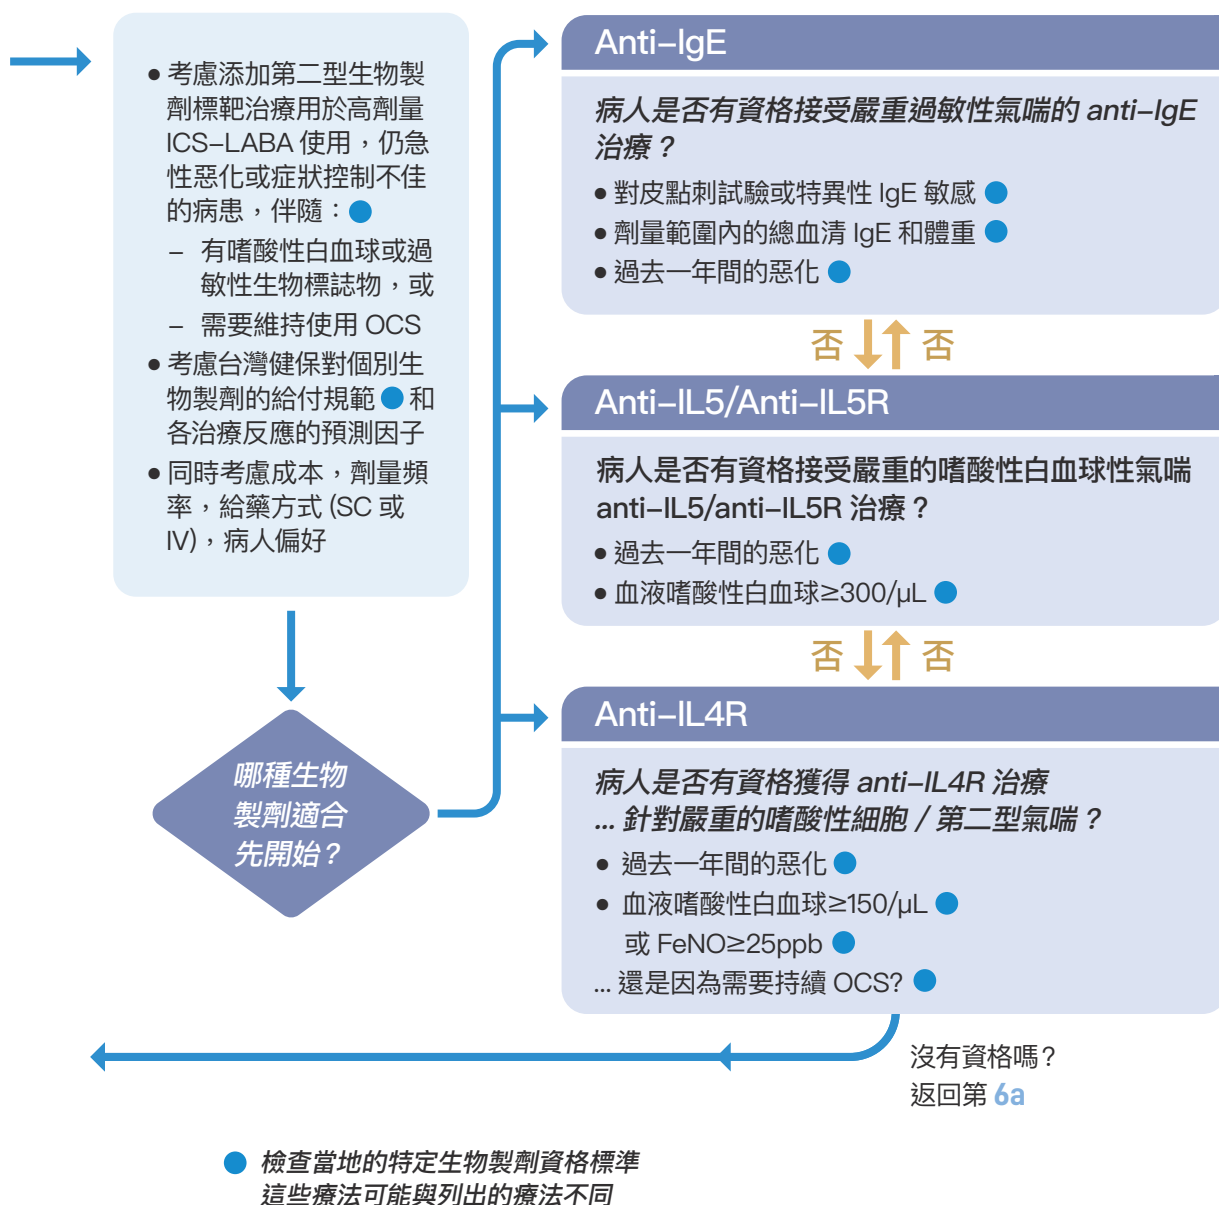 ● 考慮添加第二型生物製
劑標靶治療用於高劑量
ICS–LABA 使用，仍急
性惡化或症狀控制不佳
的病患，伴隨：●
– 有嗜酸性白血球或過
敏性生物標誌物，或
– 需要維持使用 OCS
● 考慮台灣健保對個別生
物製劑的給付規範 ● 和
各治療反應的預測因子
● 同時考慮成本，劑量頻
率，給藥方式 (SC 或
IV)，病人偏好
哪種生物
製劑適合
先開始？
Anti–IgE
病人是否有資格接受嚴重過敏性氣喘的 anti–IgE
治療？
● 對皮點刺試驗或特異性 IgE 敏感 ●
● 劑量範圍內的總血清 IgE 和體重 ●
● 過去一年間的惡化 ●
否 否
Anti–IL5/Anti–IL5R
病人是否有資格接受嚴重的嗜酸性白血球性氣喘
anti–IL5/anti–IL5R 治療？
● 過去一年間的惡化 ●
● 血液嗜酸性白血球≥300/µL ●
否 否
Anti–IL4R
病人是否有資格獲得 anti–IL4R 治療
... 針對嚴重的嗜酸性細胞 / 第二型氣喘？
● 過去一年間的惡化 ●
● 血液嗜酸性白血球≥150/µL ●
或 FeNO≥25ppb ●
... 還是因為需要持續 OCS? ●
沒有資格嗎？
返回第 6a
● 檢查當地的特定生物製劑資格標準
這些療法可能與列出的療法不同